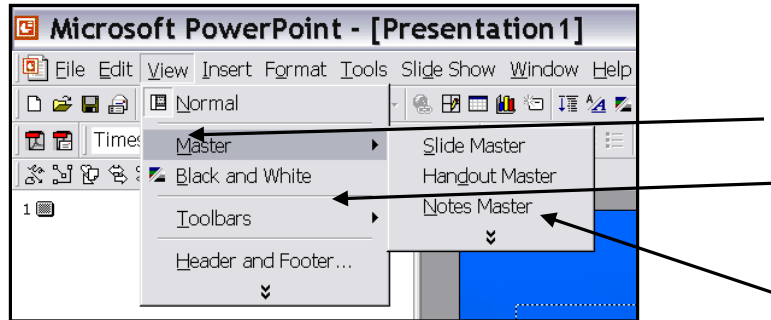 Microsoft PowerPoint - [Presentation1]
File Edit View Insert Format Tools Slide Show Window Help
Normal
Times
Master
Slide Master
Black and White
Handout Master
1
Toolbars
Notes Master
Header and Footer...